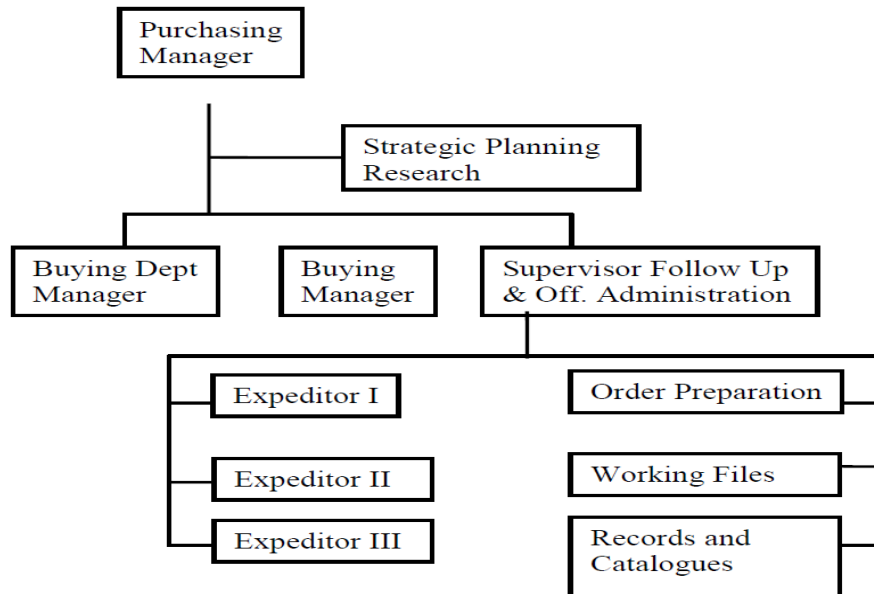 Purchasing
Manager
Strategic Planning
Research
Buying Dept
Manager
Buying
Manager
Supervisor Follow Up
& Off. Administration
Expeditor I
Order Preparation
Expeditor II
Working Files
Expeditor III
Records and
Catalogues